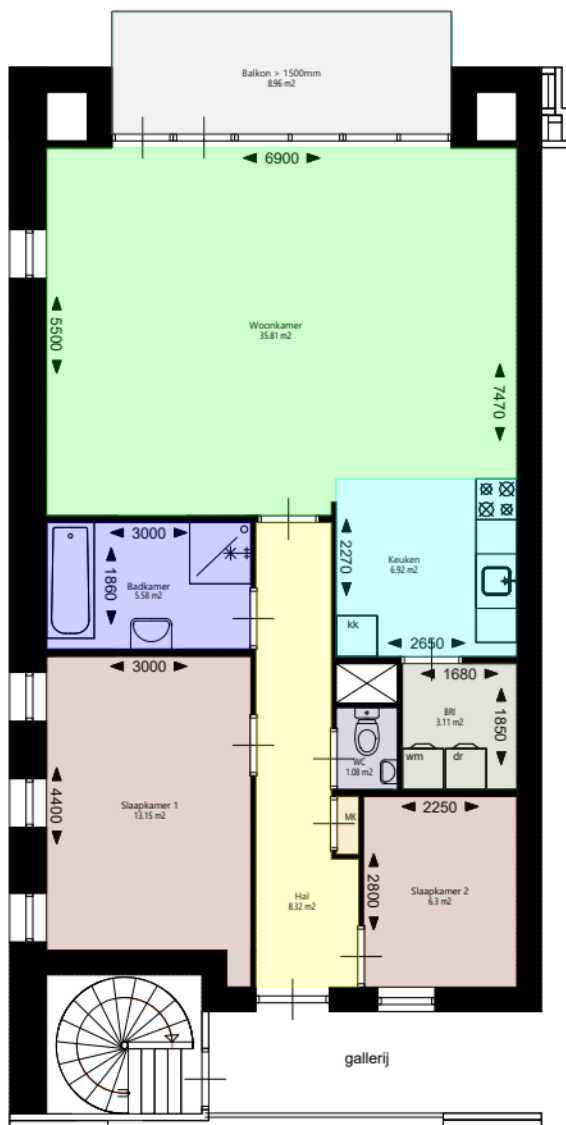 Balkon > 1500mm
8.96 m2
6900
Woonkamer
35.81 m2
5500
7470
3000
1860
Badkamer
5.58 m2
2270
Keuken
6.92 m2
kk
2650
3000
1680
BRI
3.11 m2
1850
WC
1.08 m2
wm
dr
4400
Slaapkamer 1
13.15 m2
MK
2250
2800
Slaapkamer 2
6.3 m2
Hal
8.32 m2
gallerij